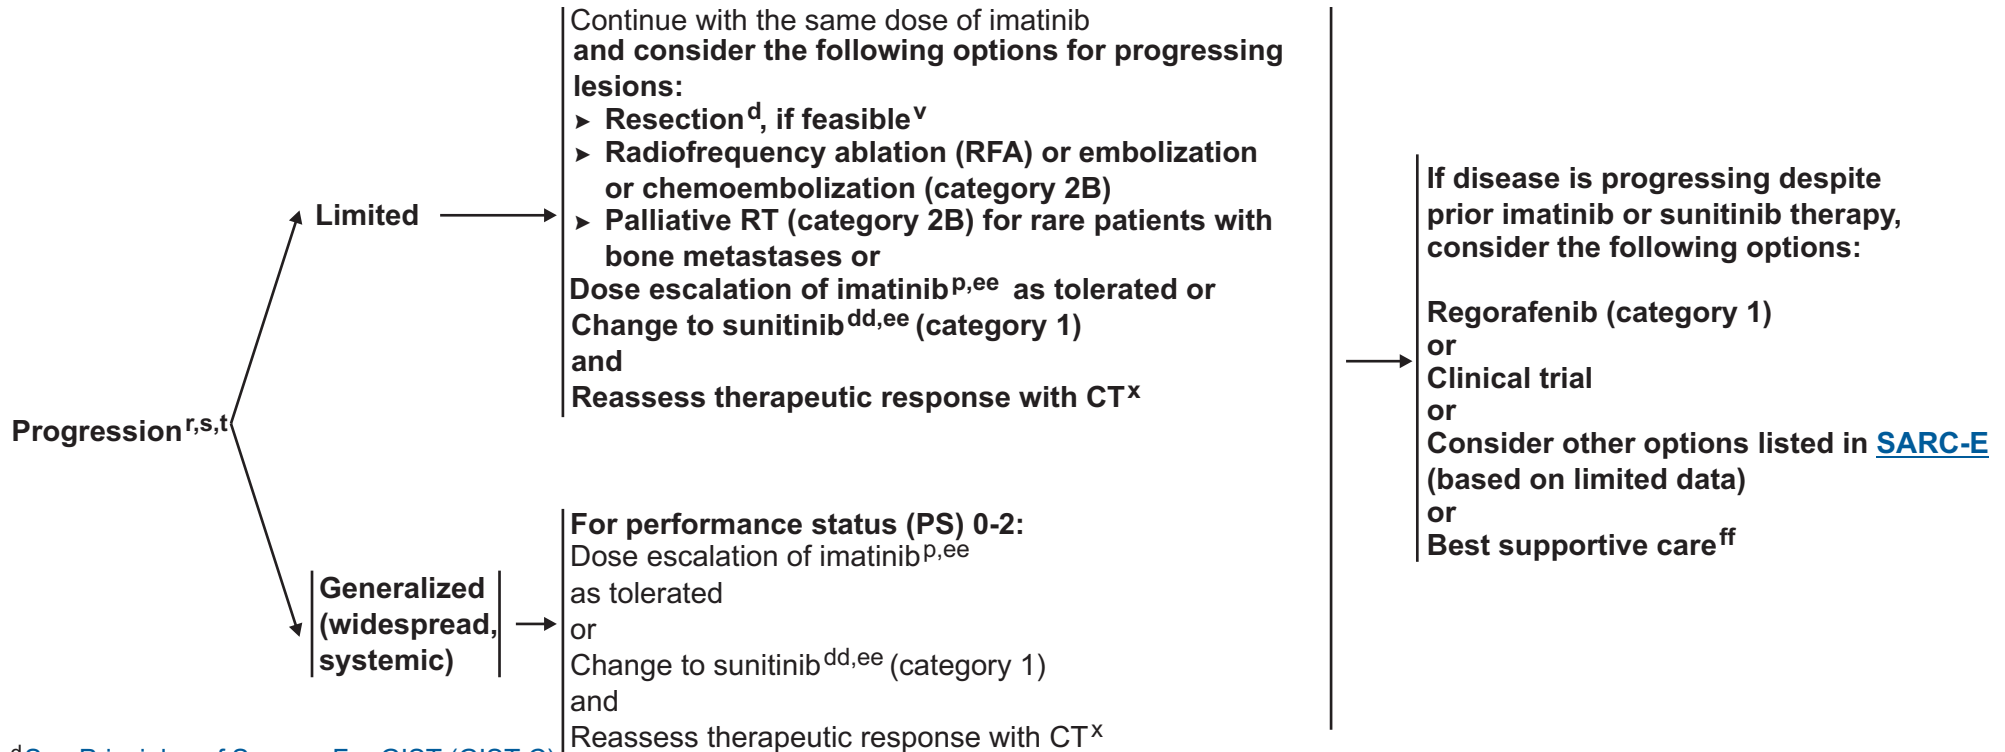 Progression r,s,t
Limited
Continue with the same dose of imatinib
and consider the following options for progressing
lesions:
➤ Resection d, if feasible v
➤ Radiofrequency ablation (RFA) or embolization
or chemoembolization (category 2B)
➤ Palliative RT (category 2B) for rare patients with
bone metastases or
Dose escalation of imatinib p,ee as tolerated or
Change to sunitinib dd,ee (category 1)
and
Reassess therapeutic response with CT x
Generalized
(widespread,
systemic)
For performance status (PS) 0-2:
Dose escalation of imatinib p,ee
as tolerated
or
Change to sunitinib dd,ee (category 1)
and
Reassess therapeutic response with CT x
If disease is progressing despite
prior imatinib or sunitinib therapy,
consider the following options:
Regorafenib (category 1)
or
Clinical trial
or
Consider other options listed in SARC-E
(based on limited data)
or
Best supportive care ff